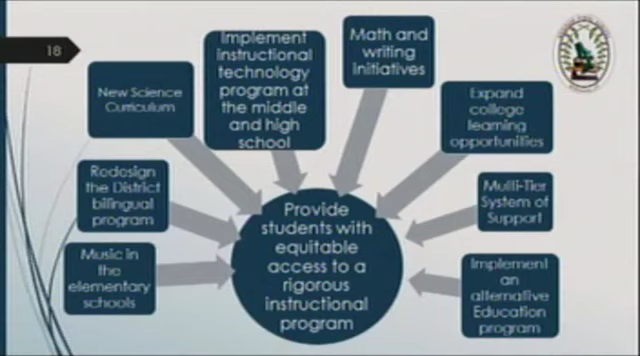 18
New Science
Curriculum
Implement
instructional
technology
program at
the middle
and high
school
Math and
writing
initiatives
Expand
college
learning
opportunities
Redesign
the District
bilingual
program
Multi-Tier
System of
Support
Music in
the
elementary
schools
Implement
an
alternative
Education
program
Provide
students with
equitable
access to a
rigorous
instructional
program